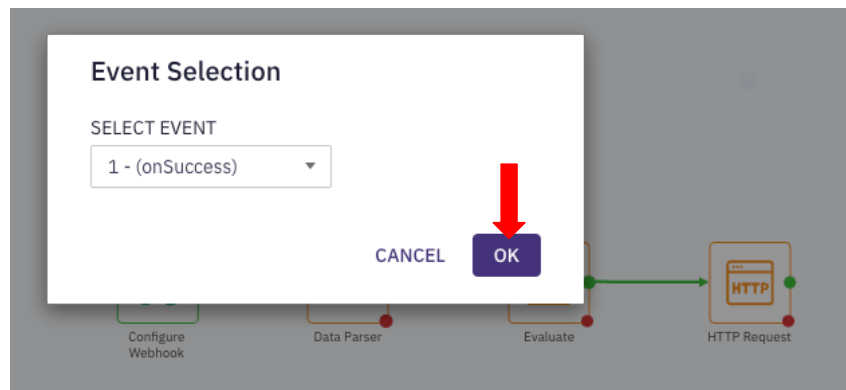 Event Selection
SELECT EVENT
1 - (onSuccess)
CANCEL
OK
HTTP
Configure
Webhook
Data Parser
Evaluate
HTTP Request